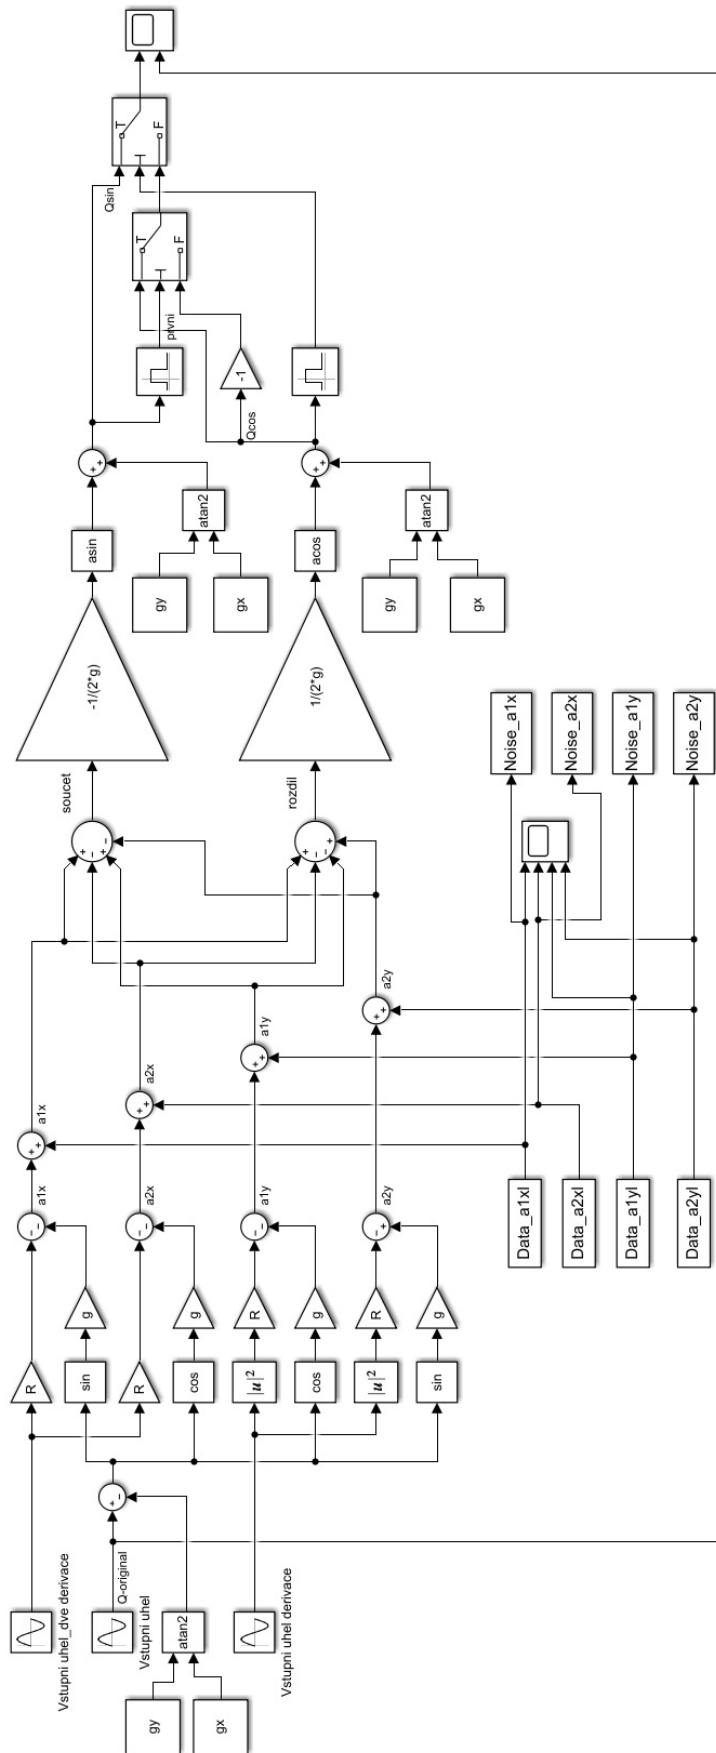 Vstupni uhel_dve derivace
Q-original
Vstupni uhel
gy
gx
atan2
Vstupni uhel derivace
+
-
R
sin
g
R
cos
g
|u|²
R
cos
g
|u|²
R
sin
g
-
-
a1x
-
-
a2x
-
-
a1y
-
+
a2y
Data_a1xl
Data_a2xl
Data_a1yl
Data_a2yl
+
+
a1x
+
+
a2x
+
+
a1y
+
+
a2y
Noise_a1x
Noise_a2x
Noise_a1y
Noise_a2y
+
-
+
-
soucet
+
-
-
+
rozdil
-1/(2*g)
1/(2*g)
asin
gy
gx
atan2
+
+
acos
gy
gx
atan2
+
+
Qcos
-1
prvni
T
F
Qsin
T
F